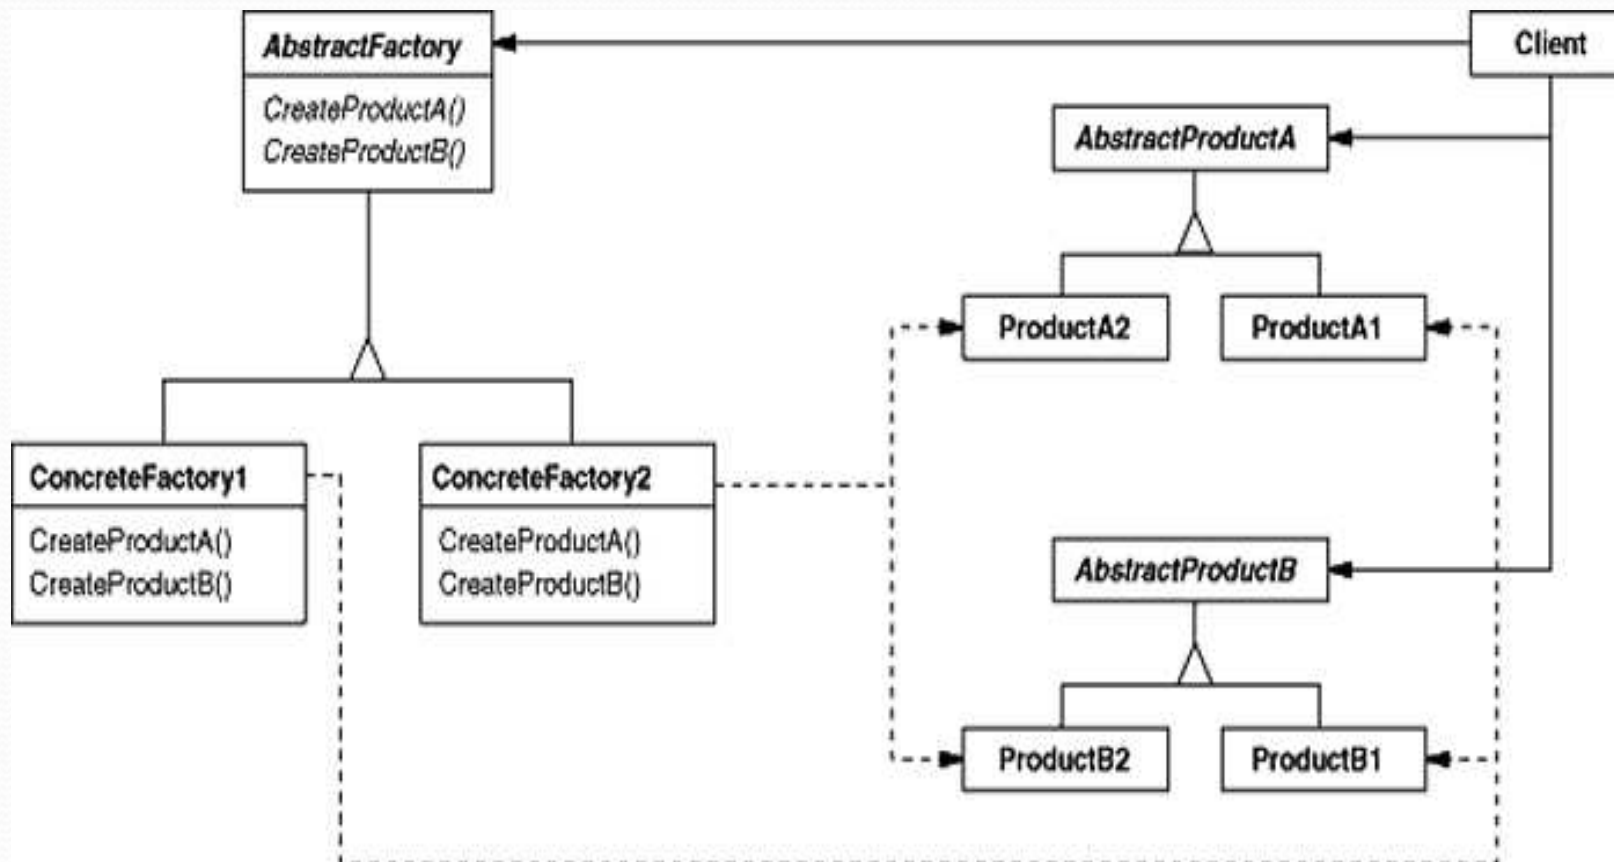 AbstractFactory
CreateProductA()
CreateProductB()
Client
AbstractProductA
ProductA2
ProductA1
ConcreteFactory1
CreateProductA()
CreateProductB()
ConcreteFactory2
CreateProductA()
CreateProductB()
AbstractProductB
ProductB2
ProductB1